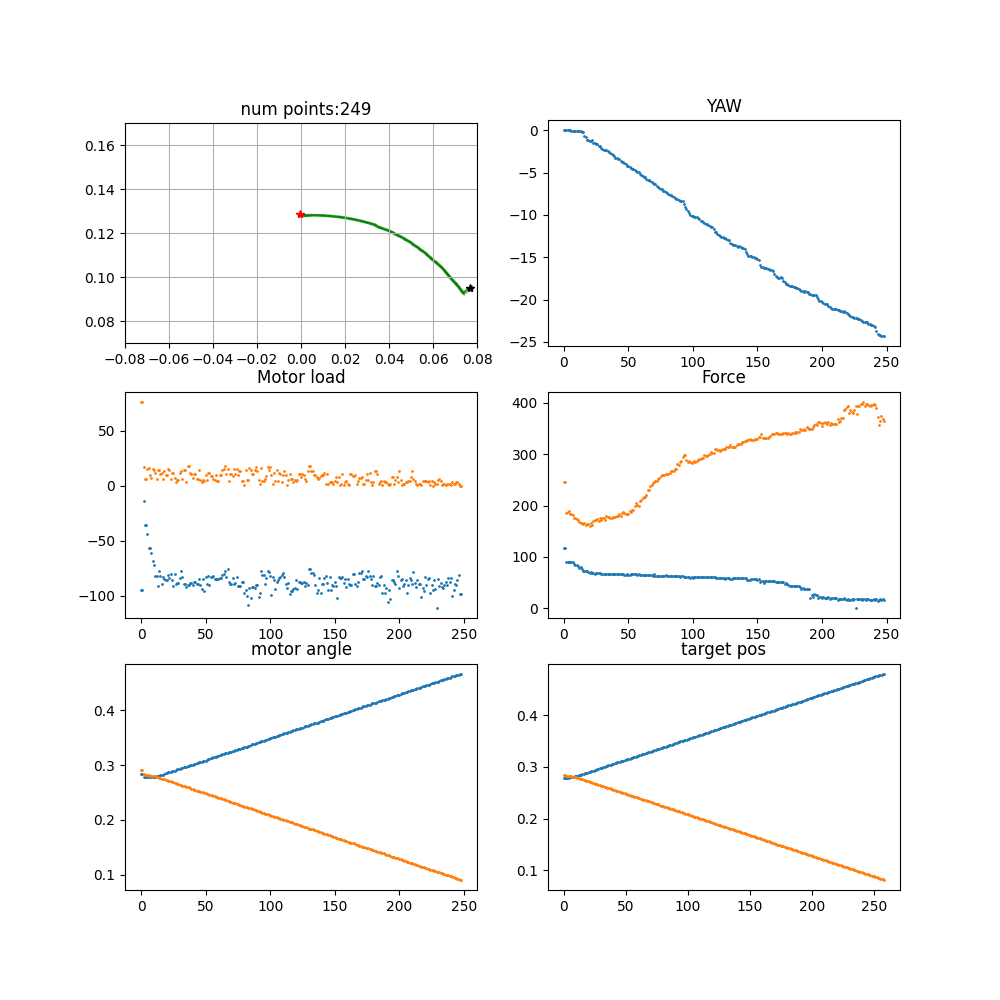 num points:249
YAW
0.16
0.14
0.12
0.10
0.08
−0.08 −0.06 −0.04 −0.02 0.00 0.02 0.04 0.06 0.08
0
−5
−10
−15
−20
−25
0 50 100 150 200 250
Motor load
Force
50
0
−50
−100
0 50 100 150 200 250
400
300
200
100
0
0 50 100 150 200 250
motor angle
target pos
0.4
0.3
0.2
0.1
0 50 100 150 200 250
0.4
0.3
0.2
0.1
0 50 100 150 200 250